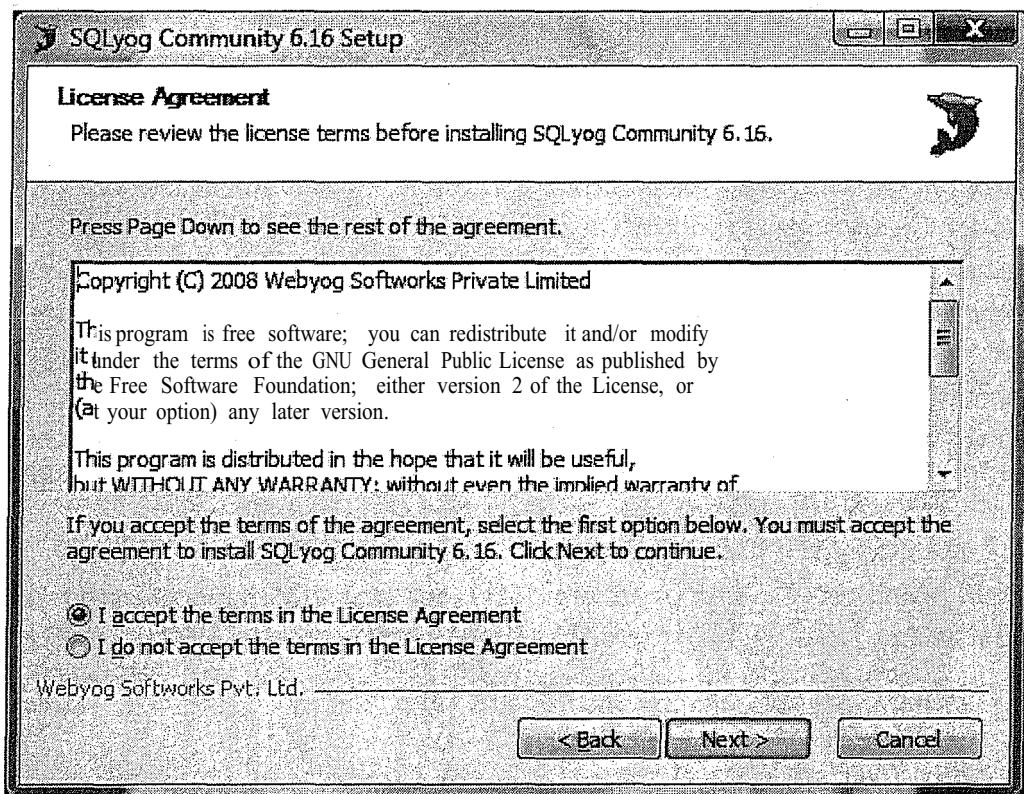 SQLyog Community 6.16 Setup
License Agreement
Please review the license terms before installing SQLyog Community 6.16.
Press Page Down to see the rest of the agreement.
Copyright (C) 2008 Webyog Softworks Private Limited
This program is free software; you can redistribute it and/or modify
it under the terms of the GNU General Public License as published by
the Free Software Foundation; either version 2 of the License, or
(at your option) any later version.
This program is distributed in the hope that it will be useful,
but WITHOUT ANY WARRANTY; without even the implied warranty of
If you accept the terms of the agreement, select the first option below. You must accept the
agreement to install SQLyog Community 6.16. Click Next to continue.
I accept the terms in the License Agreement
I do not accept the terms in the License Agreement
Webyog Softworks Pvt. Ltd.
< Back Next > Cancel